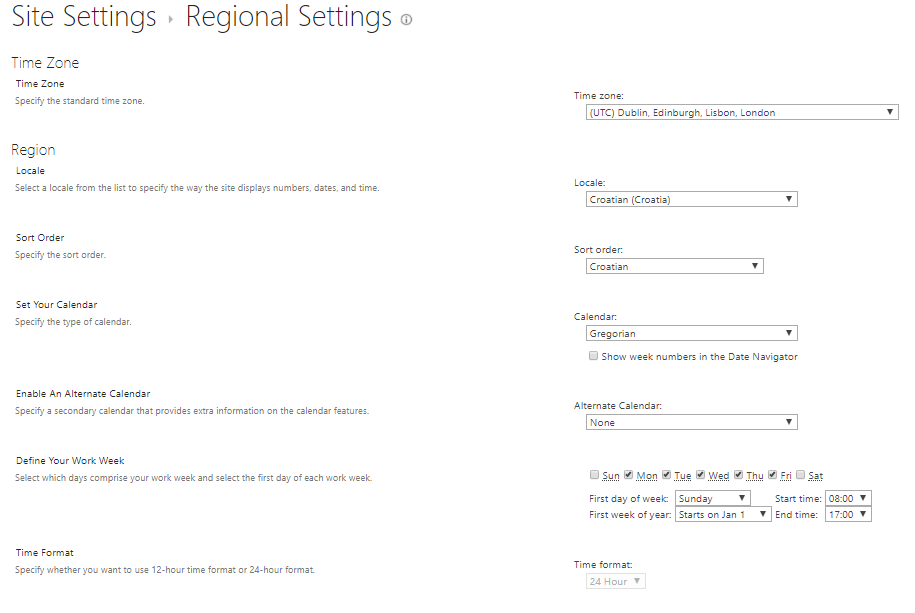 Site Settings ▸ Regional Settings ⓘ
Time Zone
Time Zone
Specify the standard time zone.
Time zone:
(UTC) Dublin, Edinburgh, Lisbon, London
Region
Locale
Select a locale from the list to specify the way the site displays numbers, dates, and time.
Locale:
Croatian (Croatia)
Sort Order
Specify the sort order.
Sort order:
Croatian
Set Your Calendar
Specify the type of calendar.
Calendar:
Gregorian
Show week numbers in the Date Navigator
Enable An Alternate Calendar
Specify a secondary calendar that provides extra information on the calendar features.
Alternate Calendar:
None
Define Your Work Week
Select which days comprise your work week and select the first day of each work week.
Sun Mon Tue Wed Thu Fri Sat
First day of week: Sunday Start time: 08:00
First week of year: Starts on Jan 1 End time: 17:00
Time Format
Specify whether you want to use 12-hour time format or 24-hour format.
Time format:
24 Hour